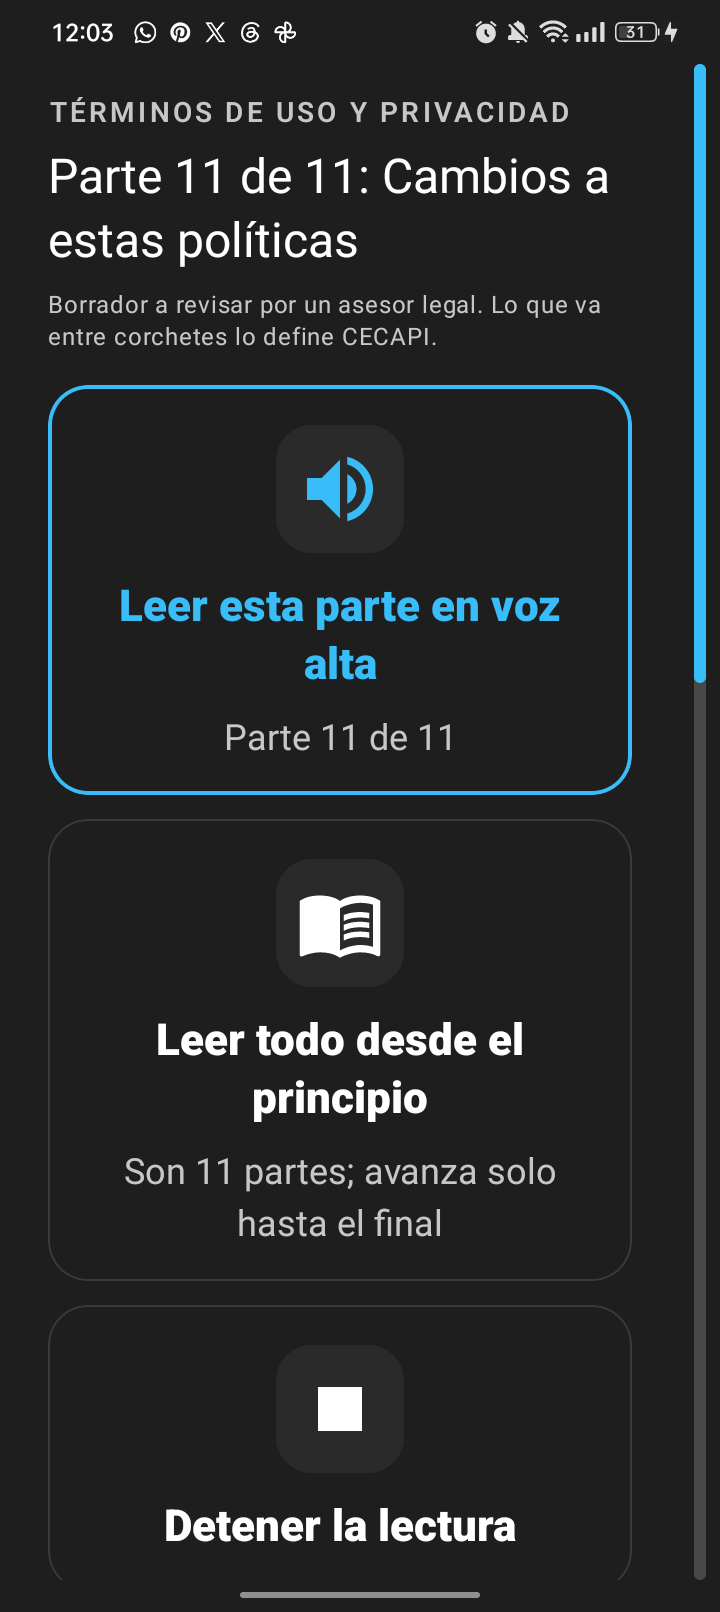 12:03
31
TÉRMINOS DE USO Y PRIVACIDAD
Parte 11 de 11: Cambios a
estas políticas
Borrador a revisar por un asesor legal. Lo que va
entre corchetes lo define CECAPI.
Leer esta parte en voz
alta
Parte 11 de 11
Leer todo desde el
principio
Son 11 partes; avanza solo
hasta el final
Detener la lectura